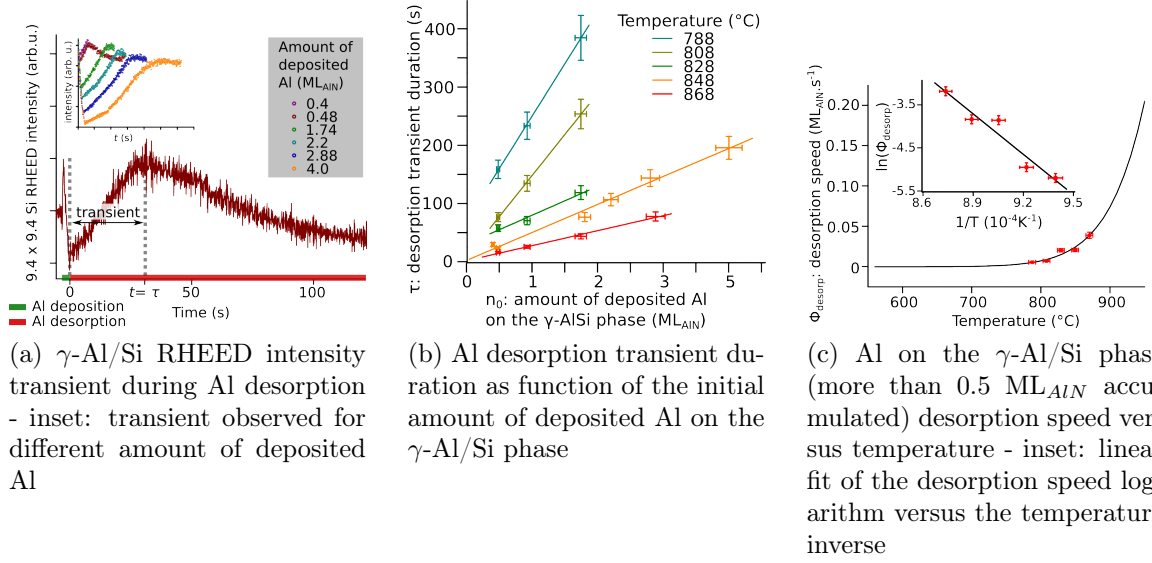 9.4 x 9.4 Si RHEED intensity (arb. u.)
intensity (arb. u.)
t (s)
Amount of
deposited
Al (ML_AlN)
0.4
0.48
1.74
2.2
2.88
4.0
transient
0
50
100
t= τ
Time (s)
Al deposition
Al desorption
(a) γ-Al/Si RHEED intensity
transient during Al desorption
- inset: transient observed for
different amount of deposited
Al
τ: desorption transient duration (s)
400
300
200
100
0
Temperature (°C)
788
808
828
848
868
0
1
2
2
3
4
5
n₀: amount of deposited Al
on the γ-AlSi phase (ML_AlN)
(b) Al desorption transient du-
ration as function of the initial
amount of deposited Al on the
γ-Al/Si phase
Φ_desorp: desorption speed (ML_AlN.s⁻¹)
0.20
0.15
0.10
0.05
0
ln(Φ_desorp)
-3.5
-4.5
-5.5
8.6
8.9
9.2
9.5
1/T (10⁻⁴K⁻¹)
600
700
800
900
Temperature (°C)
(c) Al on the γ-Al/Si phas
(more than 0.5 ML_AlN accu
mulated) desorption speed ver
sus temperature - inset: linea
fit of the desorption speed log
arithm versus the temperatur
inverse